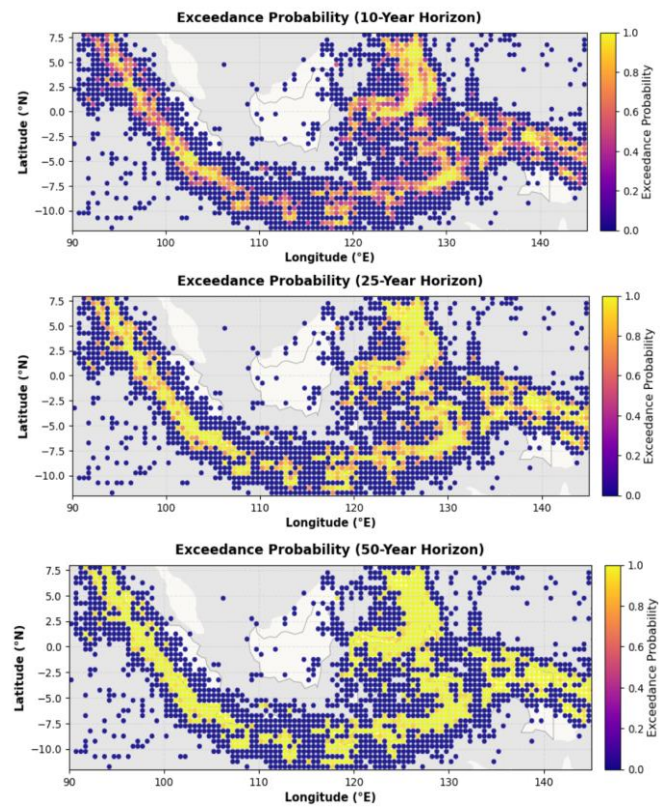 Exceedance Probability (10-Year Horizon)
7.5
5.0
2.5
0.0
−2.5
−5.0
−7.5
−10.0
Latitude (°N)
90 100 110 120 130 140
Longitude (°E)
1.0
0.8
0.6
0.4
0.2
0.0
Exceedance Probability
Exceedance Probability (25-Year Horizon)
7.5
5.0
2.5
0.0
−2.5
−5.0
−7.5
−10.0
Latitude (°N)
90 100 110 120 130 140
Longitude (°E)
1.0
0.8
0.6
0.4
0.2
0.0
Exceedance Probability
Exceedance Probability (50-Year Horizon)
7.5
5.0
2.5
0.0
−2.5
−5.0
−7.5
−10.0
Latitude (°N)
90 100 110 120 130 140
Longitude (°E)
1.0
0.8
0.6
0.4
0.2
0.0
Exceedance Probability